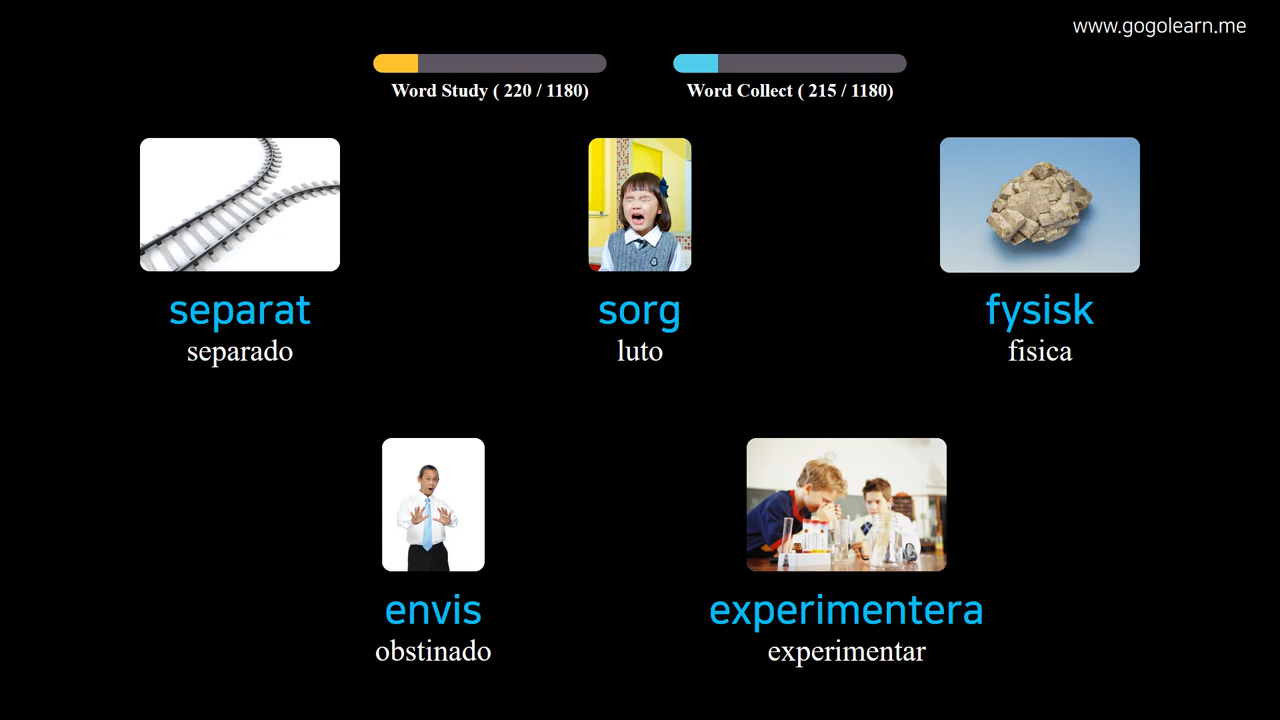 www.gogolearn.me
Word Study ( 220 / 1180)
Word Collect ( 215 / 1180)
separat
separado
sorg
luto
fysisk
fisica
envis
obstinado
experimentera
experimentar